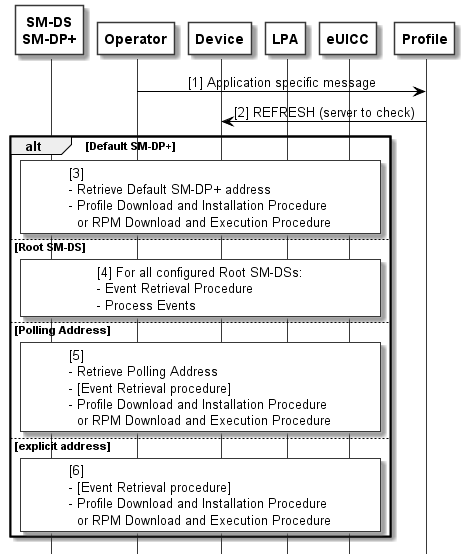 SM-DS
SM-DP+
Operator
Device
LPA
eUICC
Profile
[1] Application specific message
[2] REFRESH (server to check)
alt
[Default SM-DP+]
[3]
- Retrieve Default SM-DP+ address
- Profile Download and Installation Procedure
or RPM Download and Execution Procedure
[Root SM-DS]
[4] For all configured Root SM-DSs:
- Event Retrieval Procedure
- Process Events
[Polling Address]
[5]
- Retrieve Polling Address
- [Event Retrieval procedure]
- Profile Download and Installation Procedure
or RPM Download and Execution Procedure
[explicit address]
[6]
- [Event Retrieval procedure]
- Profile Download and Installation Procedure
or RPM Download and Execution Procedure